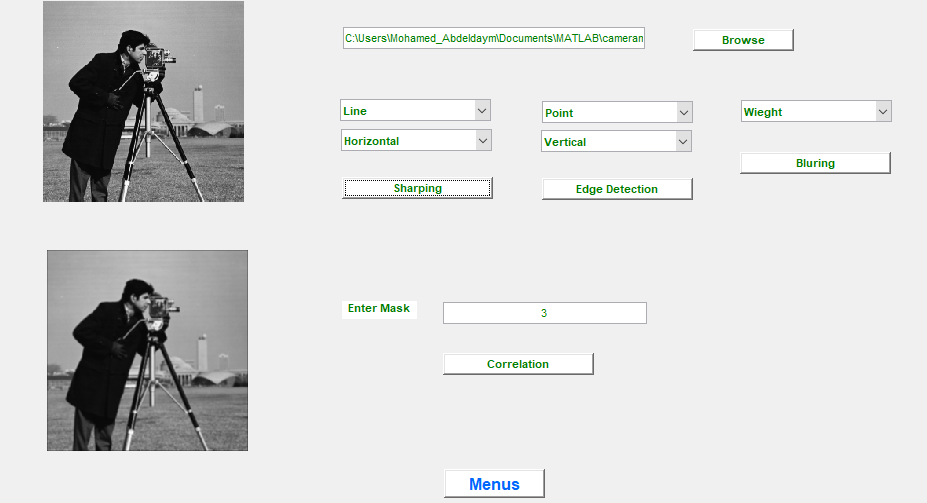 C:\Users\Mohamed_Abdeldaym\Documents\MATLAB\cameran
Browse
Line
Point
Wieght
Horizontal
Vertical
Bluring
Sharping
Edge Detection
Enter Mask
3
Correlation
Menus